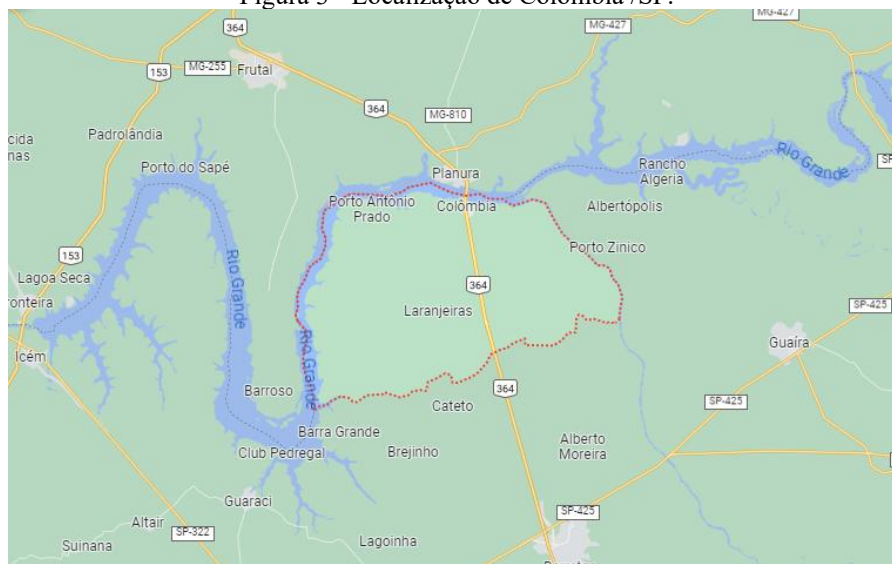 Figura 3 - Localização de Colômbia /SP.
364
MG-427
MG-427
153
MG-255
Frutal
364
MG-810
Padrolândia
Porto do Sapé
Planura
Rancho
Algeria
Rio Grande
Porto Antônio
Prado
Colômbia
Albertópolis
Porto Zinico
153
Lagoa Seca
Rio Grande
364
Laranjeiras
SP-425
Guaíra
Icém
Rio Grande
364
Barroso
Cateto
SP-425
Barra Grande
Club Pedregal
Brejinho
Alberto
Moreira
Guaraci
Altair
SP-322
SP-425
Suinana
Lagoinha